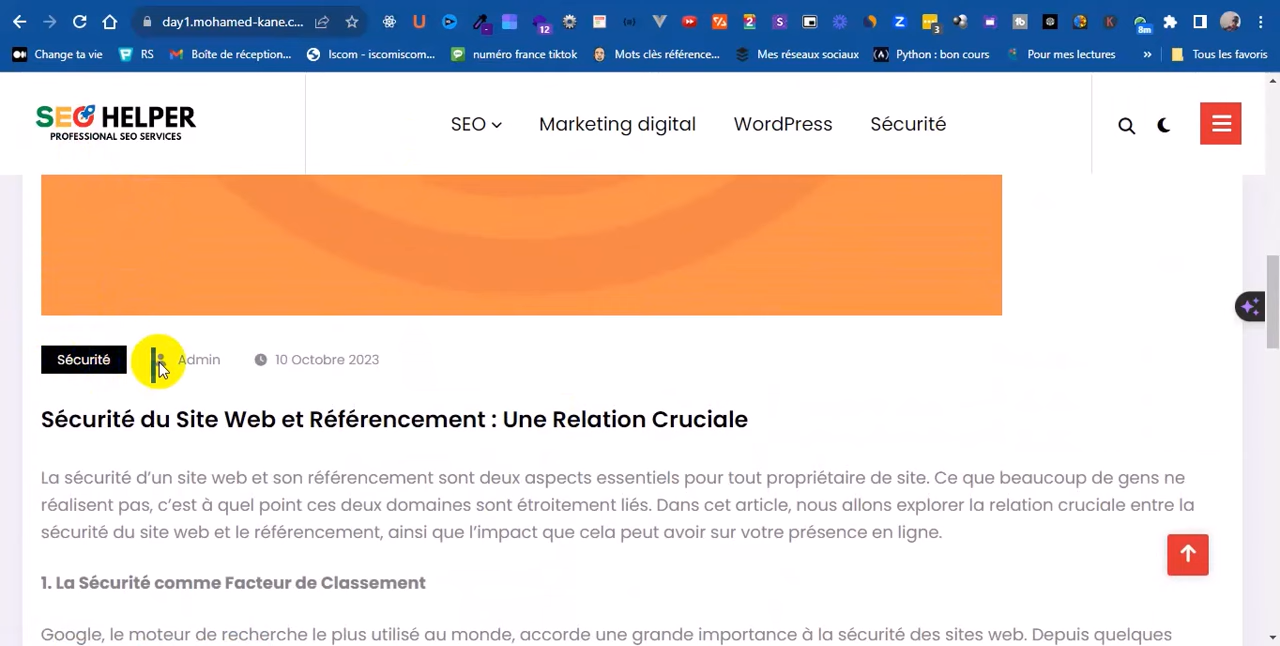 day1.mohamed-kane.c...
12
3
8m
Change ta vie
RS
Boîte de réception...
Iscom - iscomiscom...
numéro france tiktok
Mots clés référence...
Mes réseaux sociaux
Python : bon cours
Pour mes lectures
»
Tous les favoris
SEO HELPER
PROFESSIONAL SEO SERVICES
SEO
Marketing digital
WordPress
Sécurité
Sécurité
Admin
10 Octobre 2023
Sécurité du Site Web et Référencement : Une Relation Cruciale
La sécurité d’un site web et son référencement sont deux aspects essentiels pour tout propriétaire de site. Ce que beaucoup de gens ne
réalisent pas, c’est à quel point ces deux domaines sont étroitement liés. Dans cet article, nous allons explorer la relation cruciale entre la
sécurité du site web et le référencement, ainsi que l’impact que cela peut avoir sur votre présence en ligne.
1. La Sécurité comme Facteur de Classement
Google, le moteur de recherche le plus utilisé au monde, accorde une grande importance à la sécurité des sites web. Depuis quelques